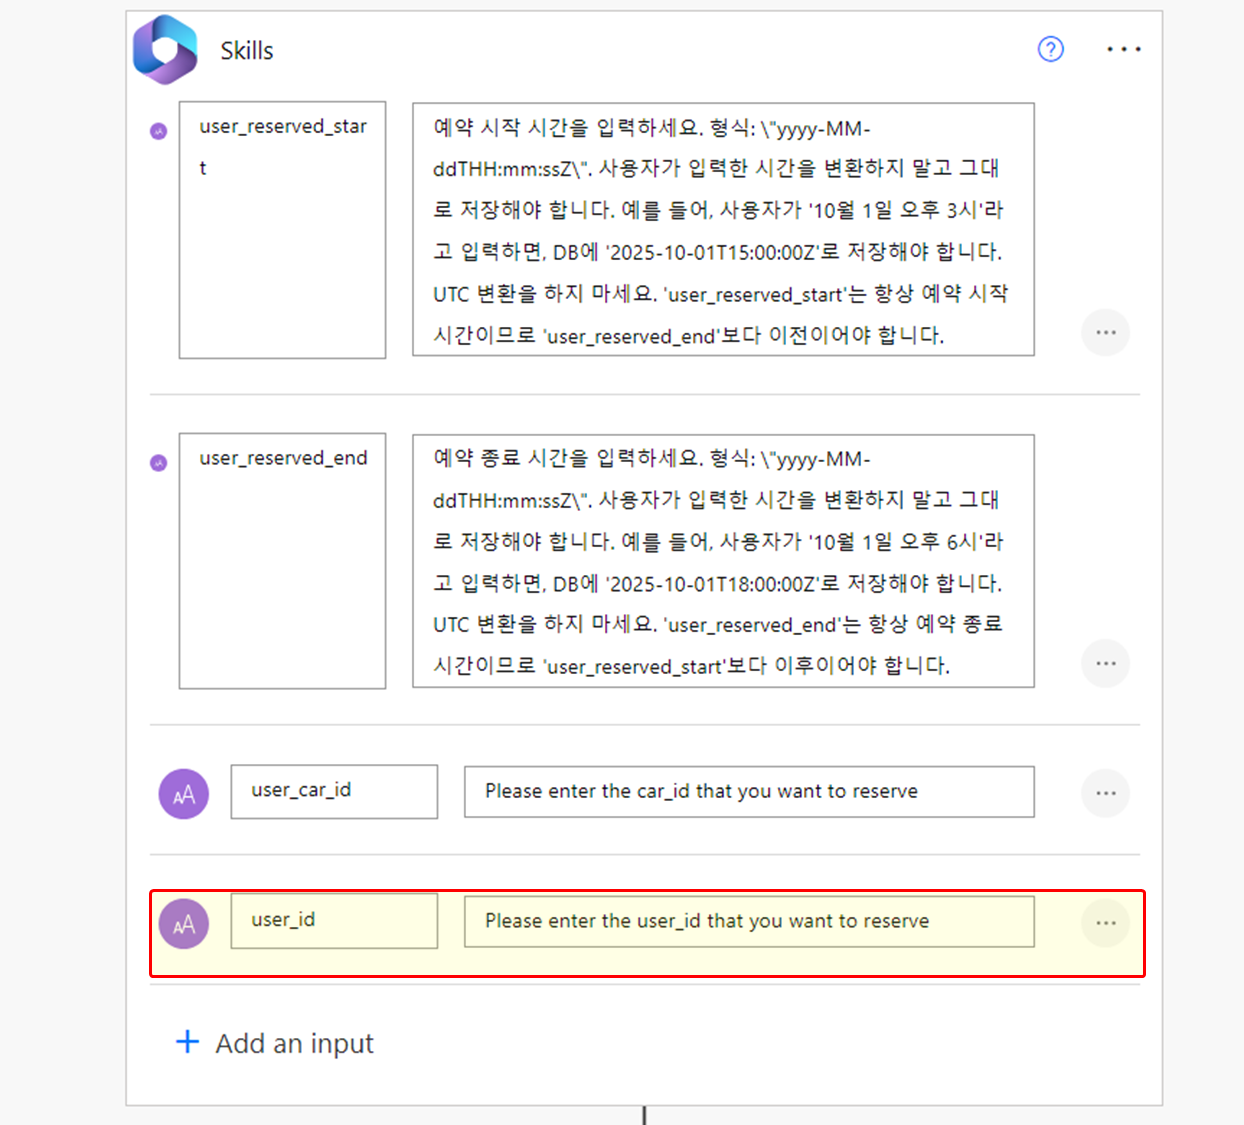 Skills
user_reserved_star
t
예약 시작 시간을 입력하세요. 형식: \"yyyy-MM-
ddTHH:mm:ssZ\". 사용자가 입력한 시간을 변환하지 말고 그대
로 저장해야 합니다. 예를 들어, 사용자가 '10월 1일 오후 3시'라
고 입력하면, DB에 '2025-10-01T15:00:00Z'로 저장해야 합니다.
UTC 변환을 하지 마세요. 'user_reserved_start'는 항상 예약 시작
시간이므로 'user_reserved_end'보다 이전이어야 합니다.
user_reserved_end
예약 종료 시간을 입력하세요. 형식: \"yyyy-MM-
ddTHH:mm:ssZ\". 사용자가 입력한 시간을 변환하지 말고 그대
로 저장해야 합니다. 예를 들어, 사용자가 '10월 1일 오후 6시'라
고 입력하면, DB에 '2025-10-01T18:00:00Z'로 저장해야 합니다.
UTC 변환을 하지 마세요. 'user_reserved_end'는 항상 예약 종료
시간이므로 'user_reserved_start'보다 이후이어야 합니다.
AA
user_car_id
Please enter the car_id that you want to reserve
AA
user_id
Please enter the user_id that you want to reserve
Add an input